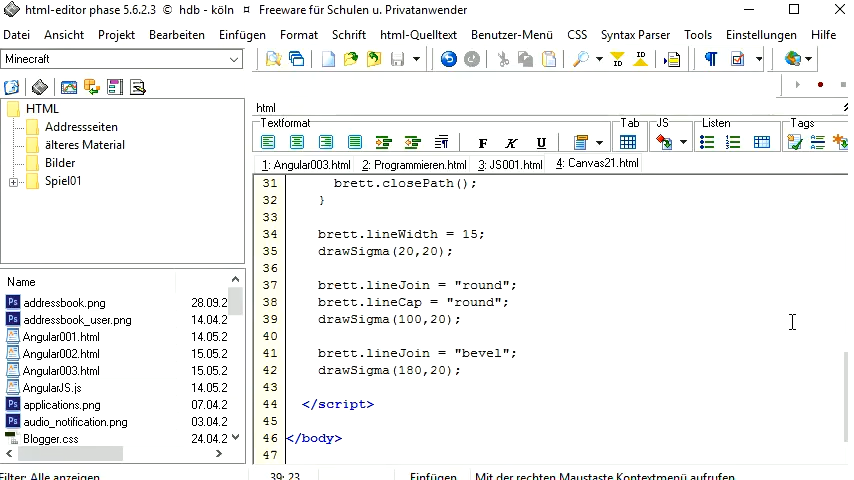 html-editor phase 5.6.2.3 © hdb - köln ¤ Freeware für Schulen u. Privatanwender
Datei Ansicht Projekt Bearbeiten Einfügen Format Schrift html-Quelltext Benutzer-Menü CSS Syntax Parser Tools Einstellungen Hilfe
Minecraft
HTML
Addressseiten
älteres Material
Bilder
Spiel01
Name
addressbook.png 28.09.2
addressbook_user.png 14.04.2
Angular001.html 14.05.2
Angular002.html 15.05.2
Angular003.html 15.05.2
AngularJS.js 14.05.2
applications.png 07.04.2
audio_notification.png 03.04.2
Blogger.css 24.04.2
html
Textformat Tab JS Listen Tags
F K U
1: Angular003.html 2: Programmieren.html 3: JS001.html 4: Canvas21.html
31 brett.closePath();
32 }
33
34 brett.lineWidth = 15;
35 drawSigma(20,20);
36
37 brett.lineJoin = "round";
38 brett.lineCap = "round";
39 drawSigma(100,20);
40
41 brett.lineJoin = "bevel";
42 drawSigma(180,20);
43
44 </script>
45
46 </body>
47
Filter: Alle anzeigen 39: 23 Einfügen Mit der rechten Maustaste Kontextmenü aufrufen